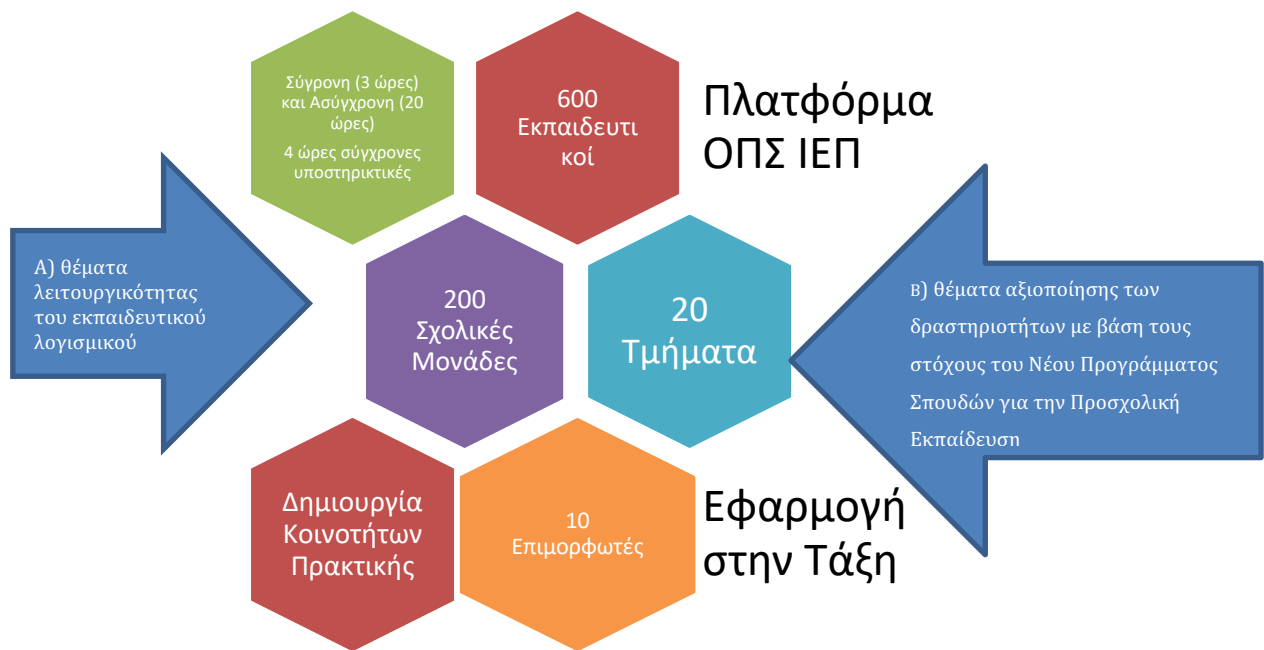 Σύγρονη (3 ώρες)
και Ασύγχρονη (20
ώρες)
4 ώρες σύγχρονες
υποστηρικτικές
600
Εκπαιδευτι
κοί
Πλατφόρμα
ΟΠΣ ΙΕΠ
Α) θέματα
λειτουργικότητας
του εκπαιδευτικού
λογισμικού
200
Σχολικές
Μονάδες
20
Τμήματα
Β) θέματα αξιοποίησης των
δραστηριοτήτων με βάση τους
στόχους του Νέου Προγράμματος
Σπουδών για την Προσχολική
Εκπαίδευση
Δημιουργία
Κοινοτήτων
Πρακτικής
10
Επιμορφωτές
Εφαρμογή
στην Τάξη